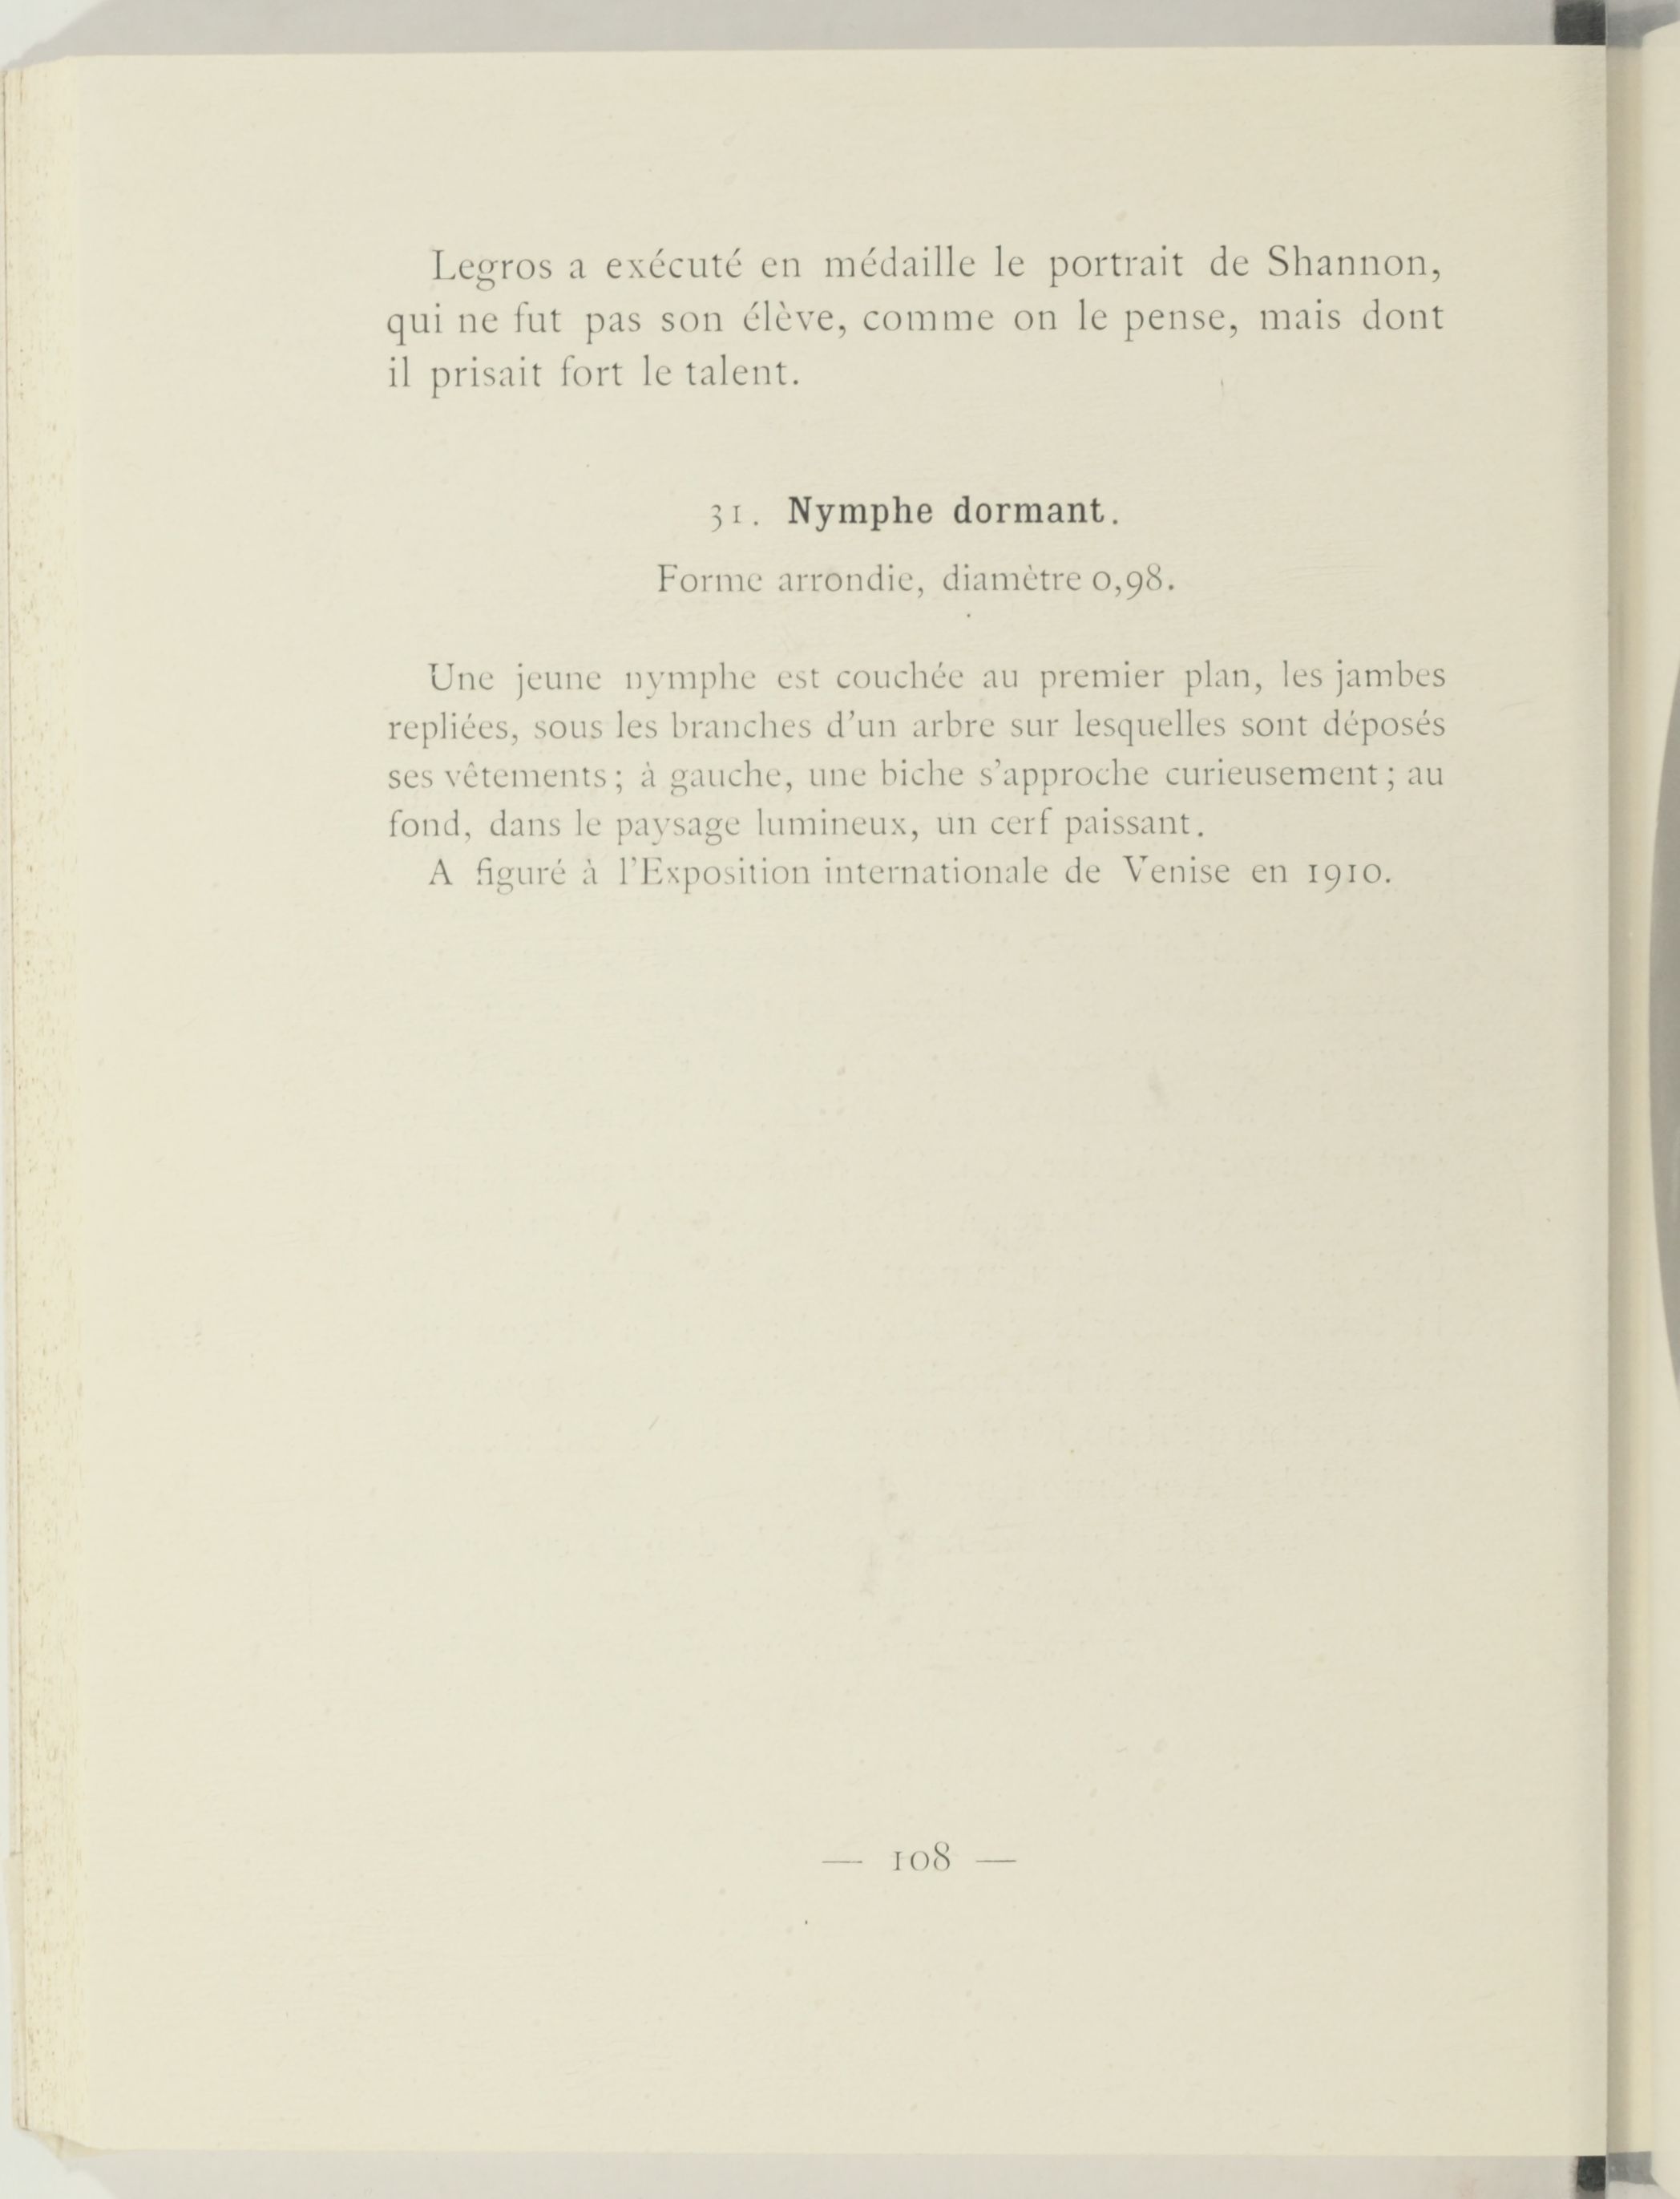 Legros a exécuté en médaille le portrait de Shannon,
qui ne fut pas son élève, comme on le pense, mais dont
il prisait fort le talent.
31. Nymphe dormant.
Forme arrondie, diamètre 0,98.
Une jeune nymphe est couchée au premier plan, les jambes
repliées, sous les branches d'un arbre sur lesquelles sont déposés
ses vêtements ; à gauche, une biche s'approche curieusement ; au
fond, dans le paysage lumineux, un cerf paissant.
A figuré à l'Exposition internationale de Venise en 1910.
— 108 —